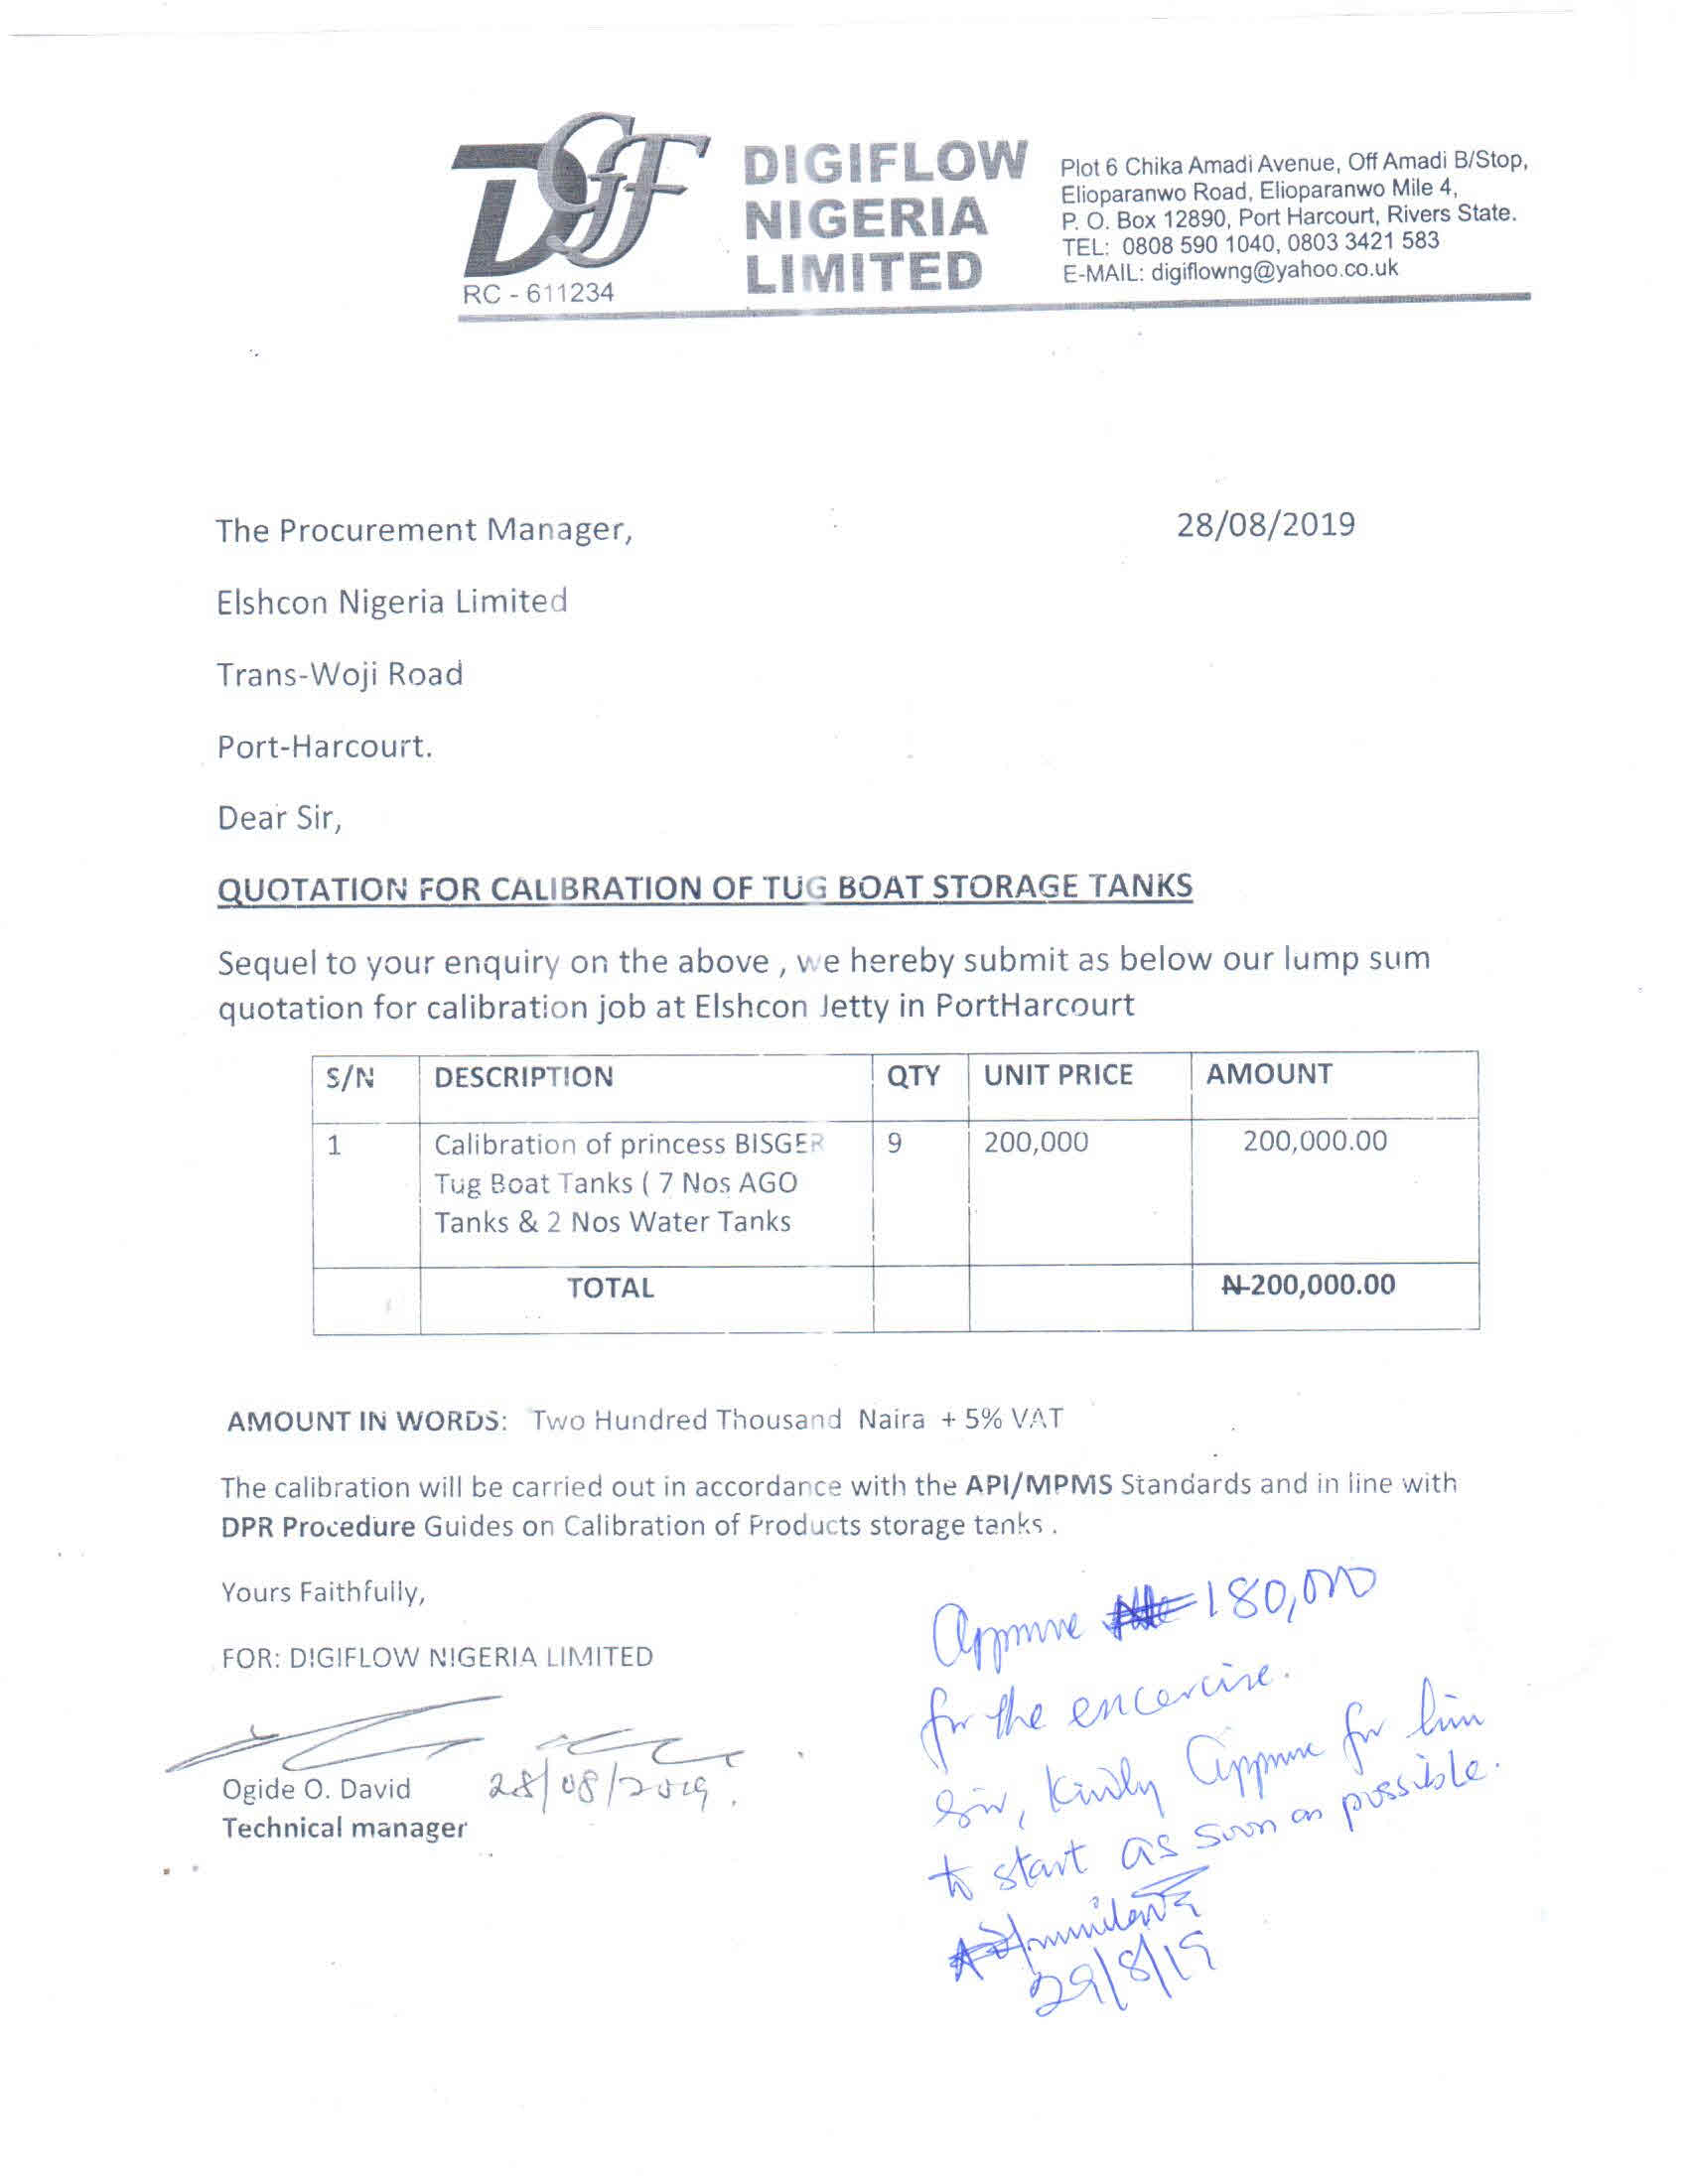 DGF
RC - 611234
DIGIFLOW
NIGERIA
LIMITED
Plot 6 Chika Amadi Avenue, Off Amadi B/Stop,
Elioparanwo Road, Elioparanwo Mile 4,
P. O. Box 12890, Port Harcourt, Rivers State.
TEL: 0808 590 1040, 0803 3421 583
E-MAIL: digiflowng@yahoo.co.uk
The Procurement Manager, 28/08/2019
Elshcon Nigeria Limited
Trans-Woji Road
Port-Harcourt.
Dear Sir,
QUOTATION FOR CALIBRATION OF TUG BOAT STORAGE TANKS
Sequel to your enquiry on the above , we hereby submit as below our lump sum
quotation for calibration job at Elshcon Jetty in PortHarcourt
S/N DESCRIPTION QTY UNIT PRICE AMOUNT
1 Calibration of princess BISGER 9 200,000 200,000.00
Tug Boat Tanks ( 7 Nos AGO
Tanks & 2 Nos Water Tanks
TOTAL ₦200,000.00
AMOUNT IN WORDS: Two Hundred Thousand Naira + 5% VAT
The calibration will be carried out in accordance with the API/MPMS Standards and in line with
DPR Procedure Guides on Calibration of Products storage tanks .
Yours Faithfully,
FOR: DIGIFLOW NIGERIA LIMITED
Ogide O. David 28/08/2019.
Technical manager
Approve 180,000
for the encercise.
Sir, Kindly Approve for him
to start as soon as possible.
29/8/19